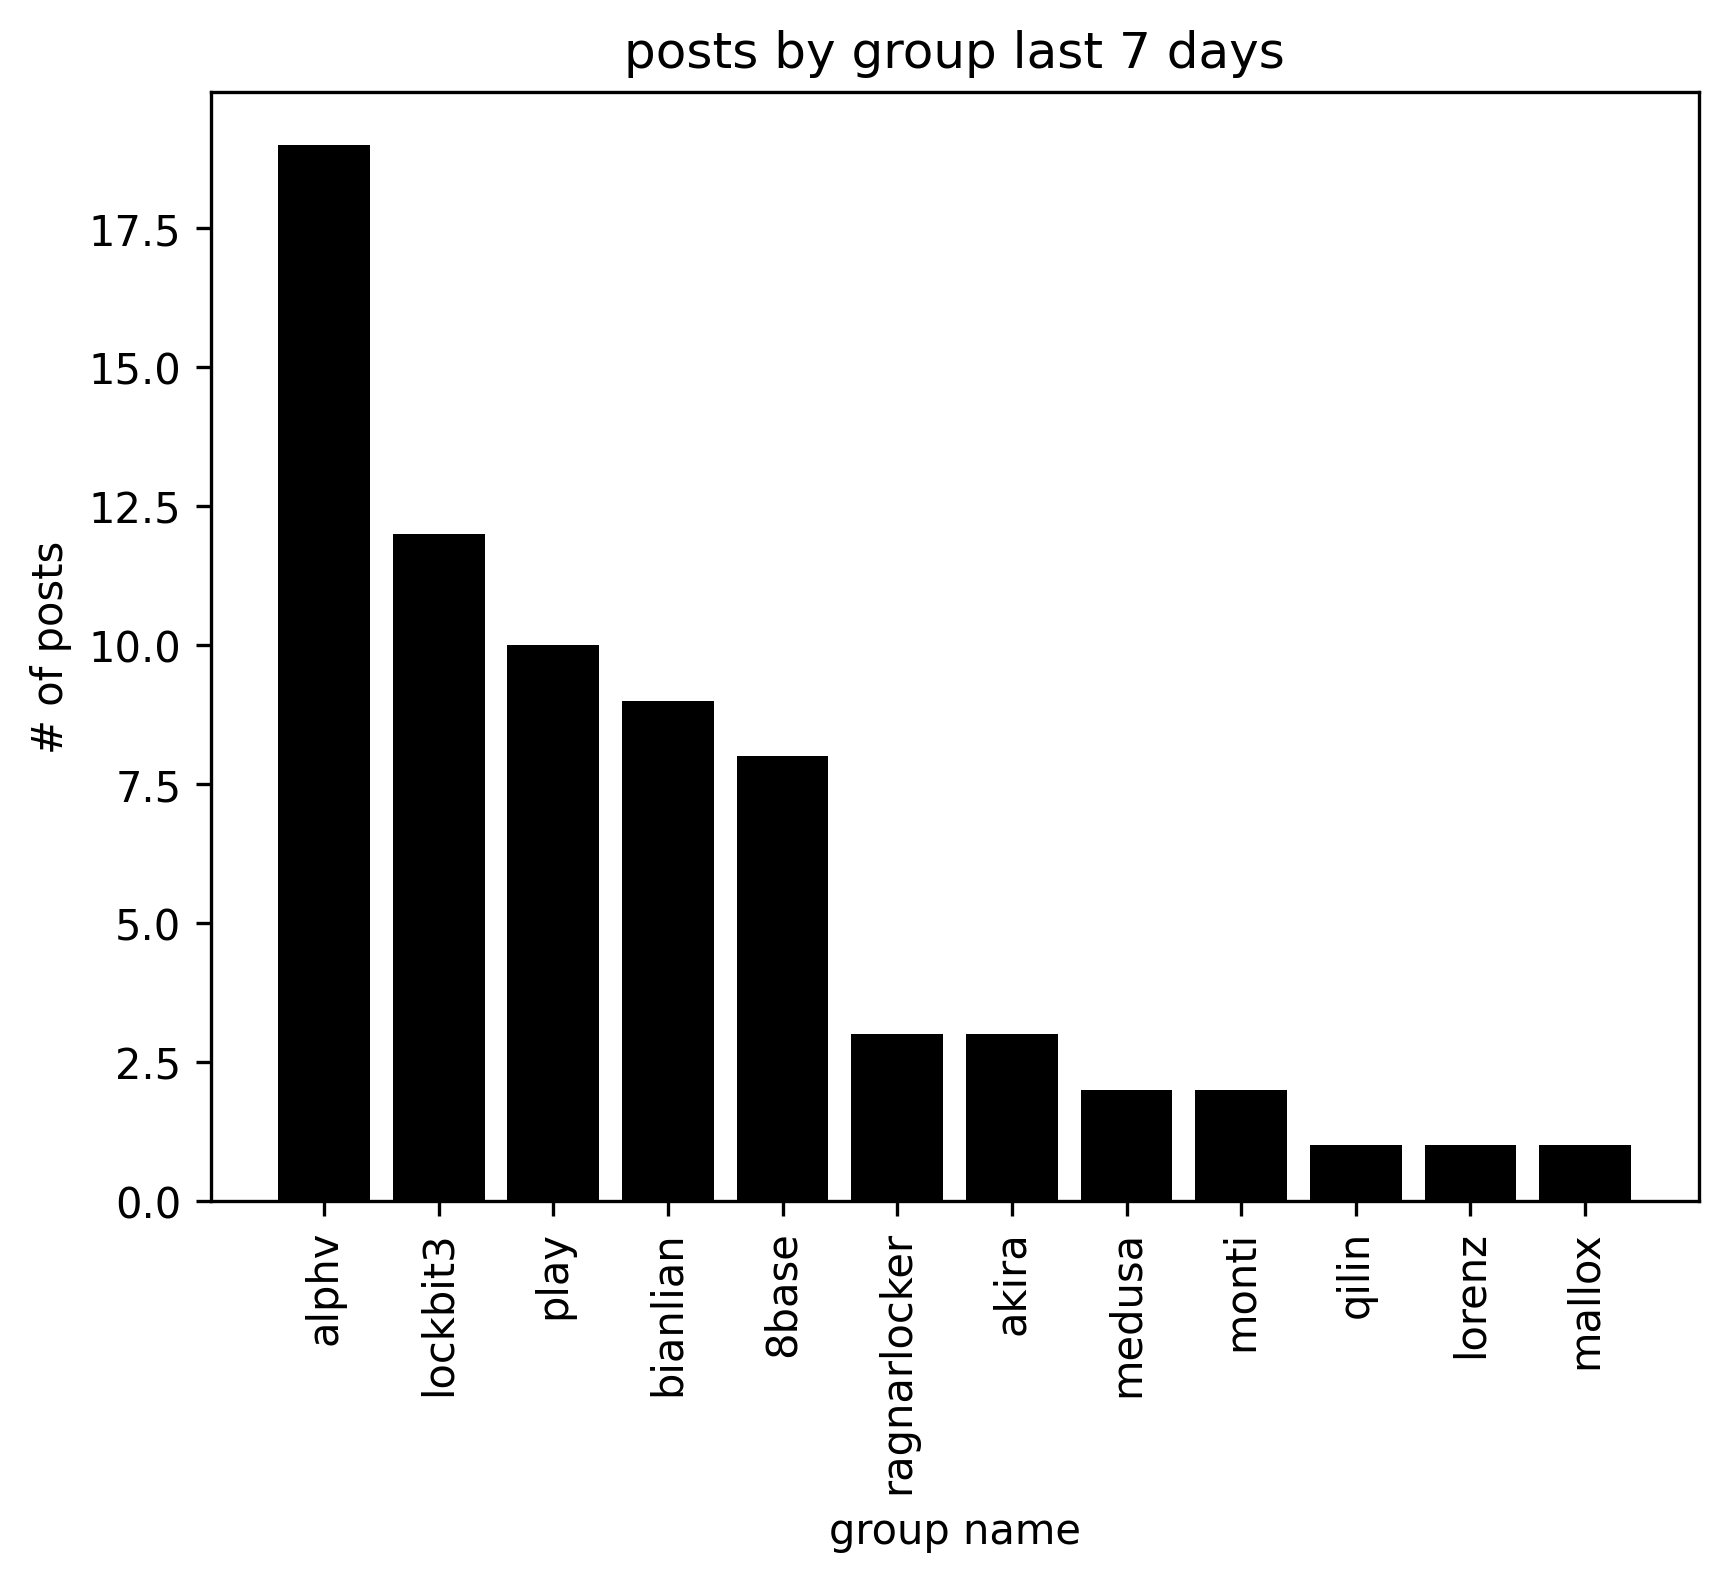 posts by group last 7 days
# of posts
17.5
15.0
12.5
10.0
7.5
5.0
2.5
0.0
alphv
lockbit3
play
bianlian
8base
ragnarlocker
akira
medusa
monti
qilin
lorenz
mallox
group name